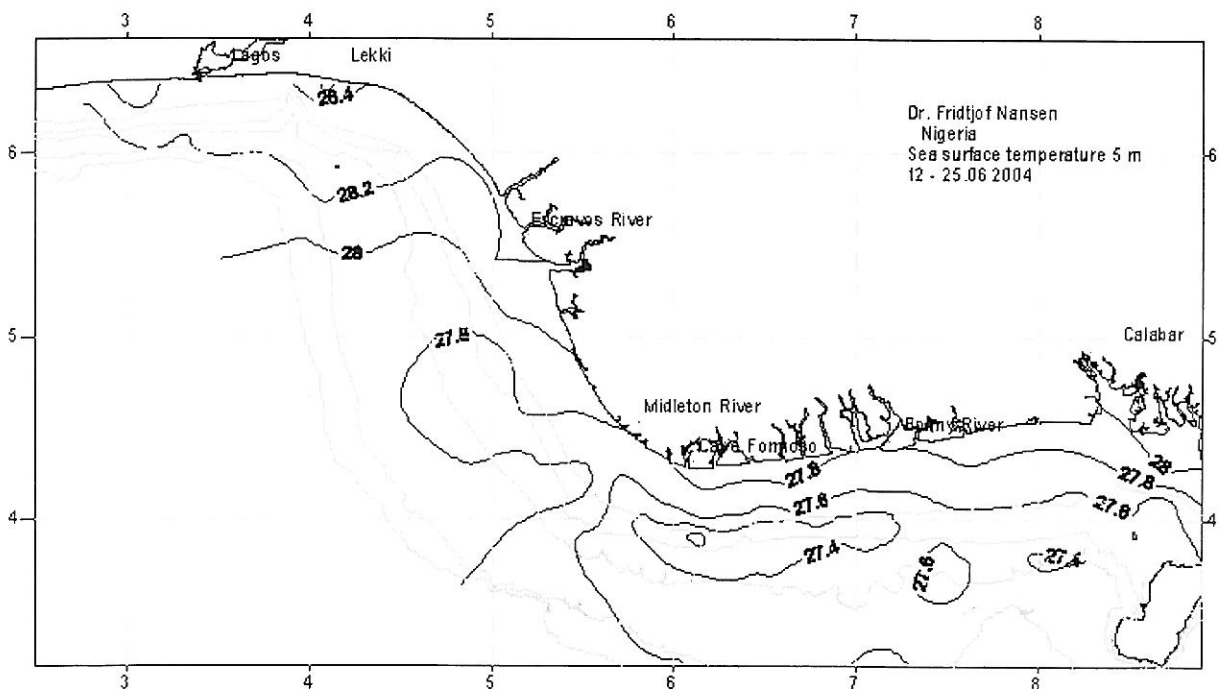 3 4 5 6 7 8
Lagos Lekki
28.4
Dr. Fridtjof Nansen
Nigeria
Sea surface temperature 5 m
12 - 25.06 2004
6 6
28.2
Escravos River
28
5 5
27.8
Calabar
Midleton River
Bonny River
Cave Formoso
28
27.8 27.8
27.6 27.6
4 4
27.4 27.4
27.6
3 4 5 6 7 8